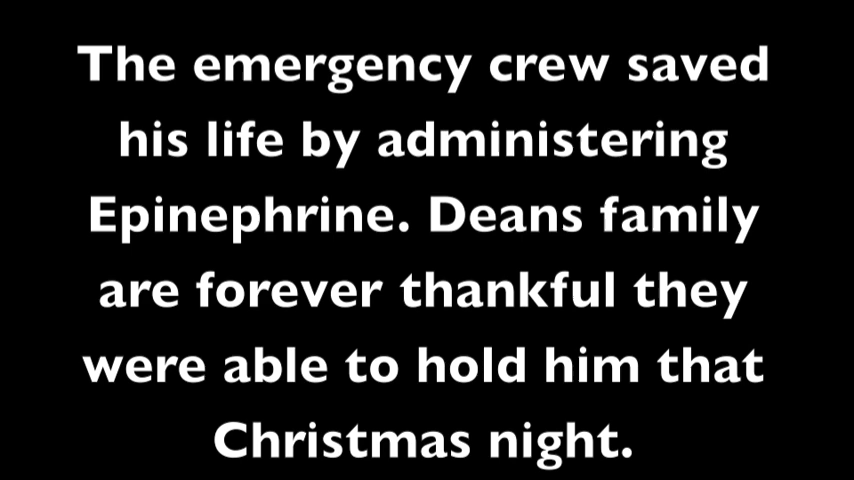 The emergency crew saved
his life by administering
Epinephrine. Deans family
are forever thankful they
were able to hold him that
Christmas night.